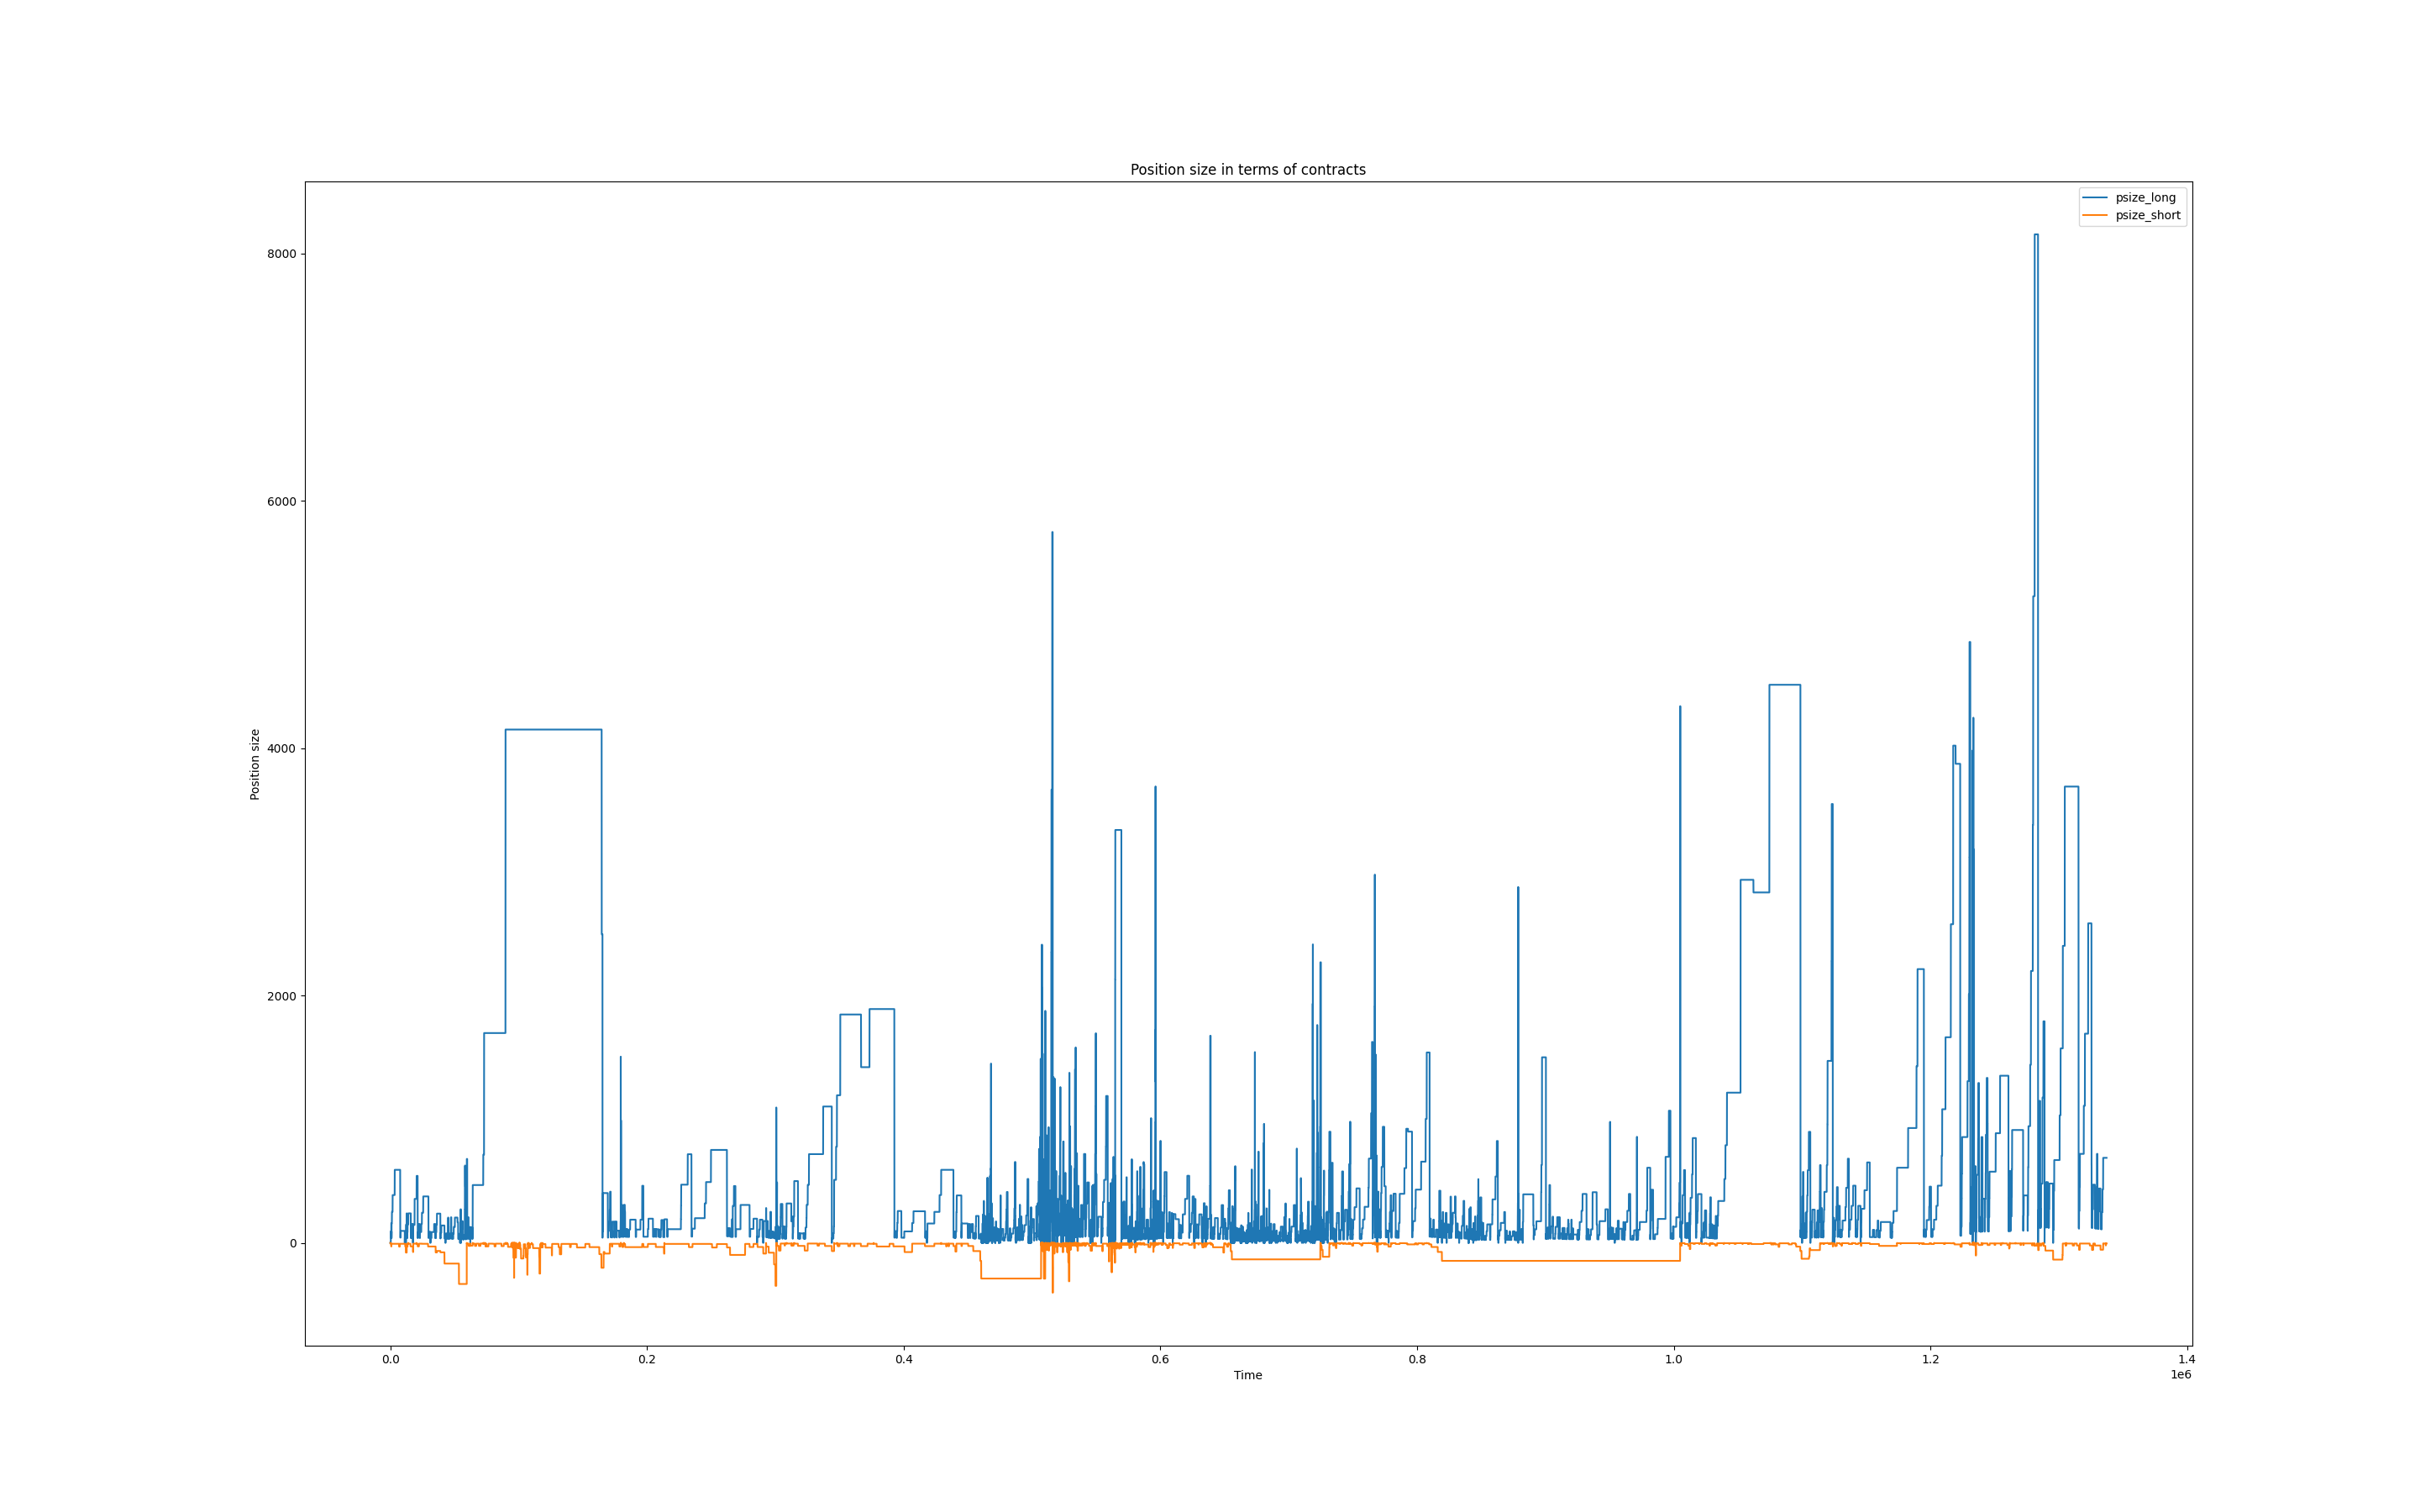 Position size in terms of contracts
psize_long
psize_short
8000
6000
4000
2000
0
Position size
0.0 0.2 0.4 0.6 0.8 1.0 1.2 1.4
Time
1e6